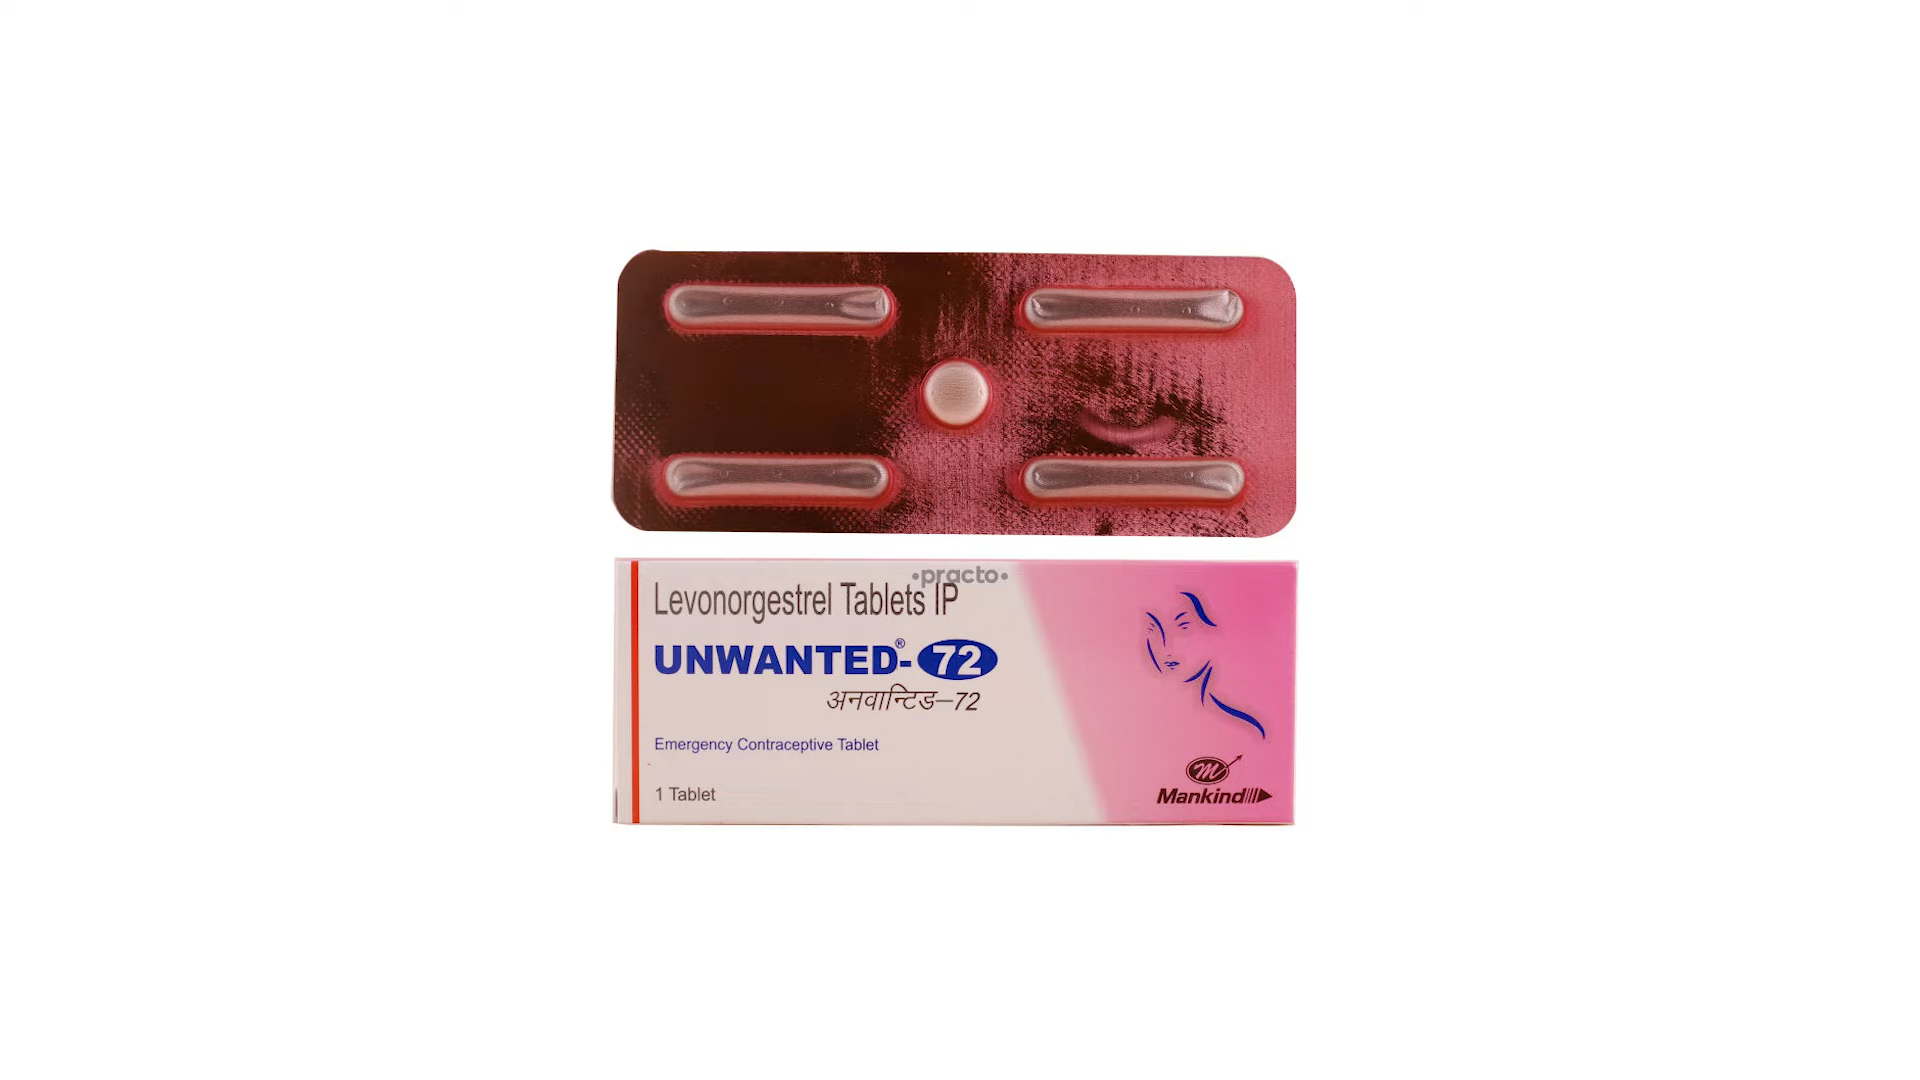 •practo•
Levonorgestrel Tablets IP
UNWANTED®-72
अनवान्टिड–72
Emergency Contraceptive Tablet
1 Tablet
m
Mankind